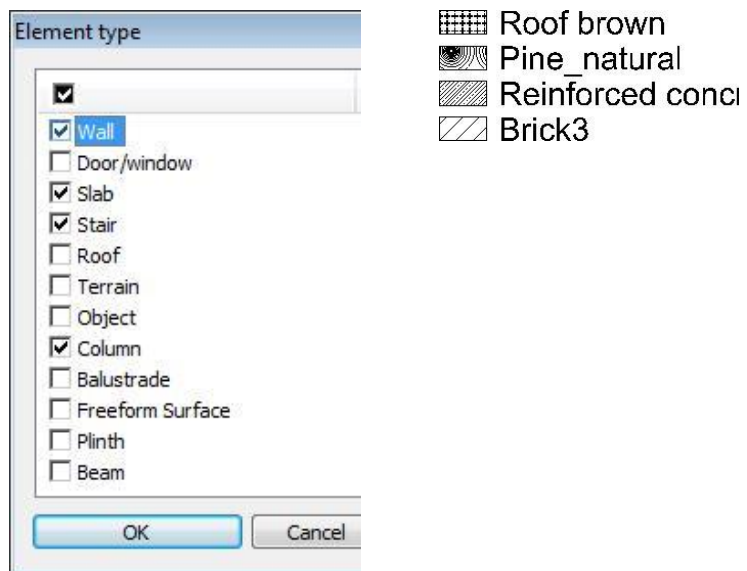 Element type
Wall
Door/window
Slab
Stair
Roof
Terrain
Object
Column
Balustrade
Freeform Surface
Plinth
Beam
OK
Cancel
Roof brown
Pine_natural
Reinforced concr
Brick3